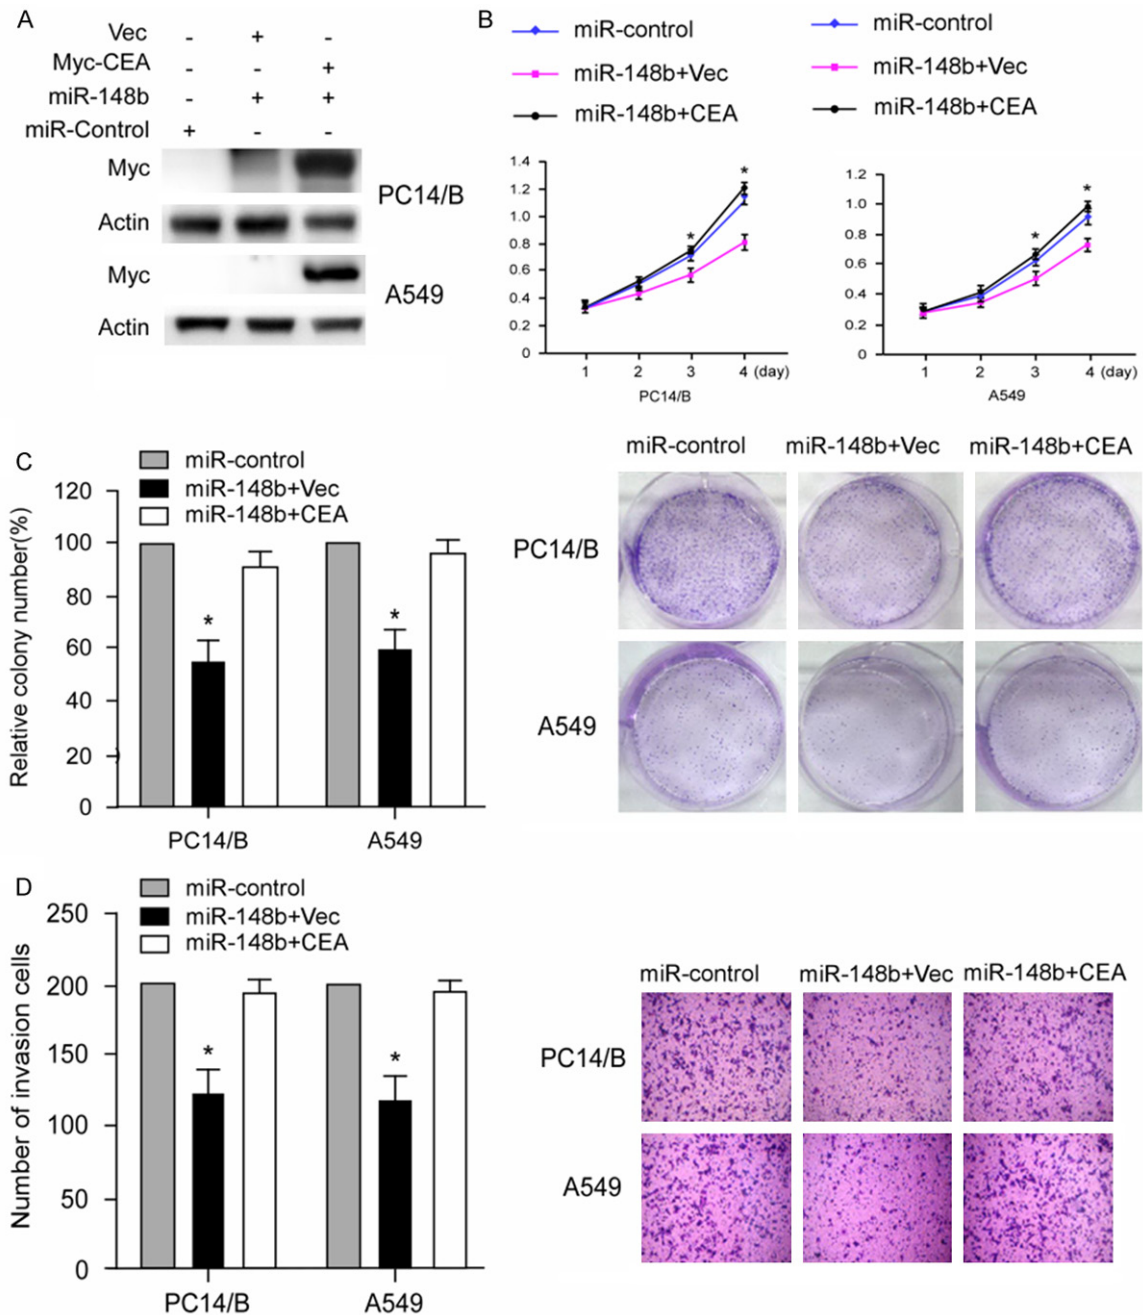 A
Vec - + -
Myc-CEA - - +
miR-148b - + +
miR-Control + - -
Myc
PC14/B
Actin
Myc
A549
Actin
B
miR-control
miR-148b+Vec
miR-148b+CEA
miR-control
miR-148b+Vec
miR-148b+CEA
1.4
1.2
1.0
0.8
0.6
0.4
0.2
0
*
*
1 2 3 4 (day)
PC14/B
1.2
1.0
0.8
0.6
0.4
0.2
0
*
*
1 2 3 4 (day)
A549
C
miR-control
miR-148b+Vec
miR-148b+CEA
Relative colony number(%)
120
100
80
60
40
20
0
*
*
PC14/B A549
miR-control miR-148b+Vec miR-148b+CEA
PC14/B
A549
D
miR-control
miR-148b+Vec
miR-148b+CEA
Number of invasion cells
250
200
150
100
50
0
*
*
PC14/B A549
miR-control miR-148b+Vec miR-148b+CEA
PC14/B
A549